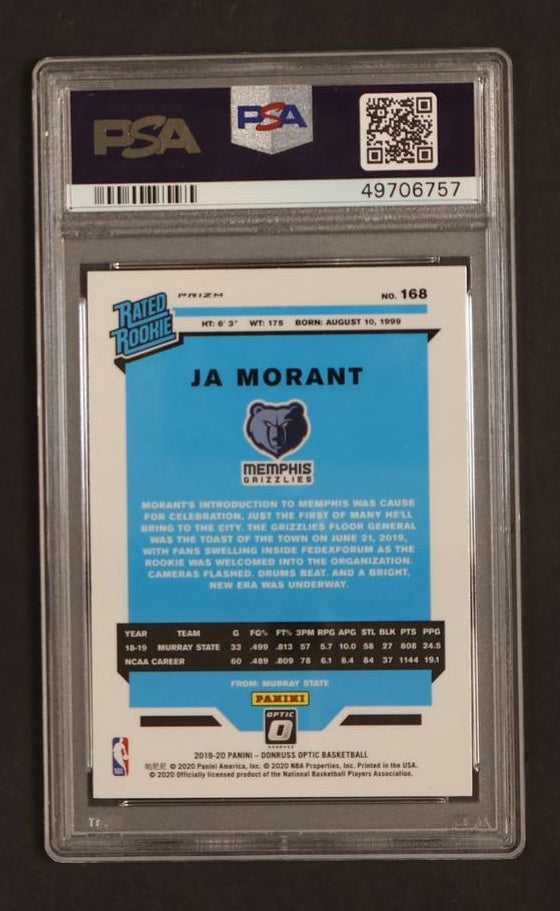 PSA
PSA
49706757
RATED ROOKIE
PRIZM
NO. 168
HT: 6' 3" WT: 175 BORN: AUGUST 10, 1999
JA MORANT
MEMPHIS
GRIZZLIES
MORANT'S INTRODUCTION TO MEMPHIS WAS CAUSE
FOR CELEBRATION, JUST THE FIRST OF MANY HE'LL
BRING TO THE CITY. THE GRIZZLIES FLOOR GENERAL
WAS THE TOAST OF THE TOWN ON JUNE 21, 2019,
WITH FANS SWELLING INSIDE FEDEXFORUM AS THE
ROOKIE WAS WELCOMED INTO THE ORGANIZATION.
CAMERAS FLASHED. DRUMS BEAT. AND A BRIGHT,
NEW ERA WAS UNDERWAY.
YEAR TEAM G FG% FT% 3PM RPG APG STL BLK PTS PPG
18-19 MURRAY STATE 33 .499 .813 57 5.7 10.0 58 27 808 24.5
NCAA CAREER 60 .489 .809 78 6.1 8.4 84 37 1144 19.1
FROM: MURRAY STATE
PANINI
OPTIC
DONRUSS
2019-20 PANINI – DONRUSS OPTIC BASKETBALL
帕尼尼 © 2020 Panini America, Inc. © 2020 NBA Properties, Inc. Printed in the USA.
© 2020 Officially licensed product of the National Basketball Players Association.